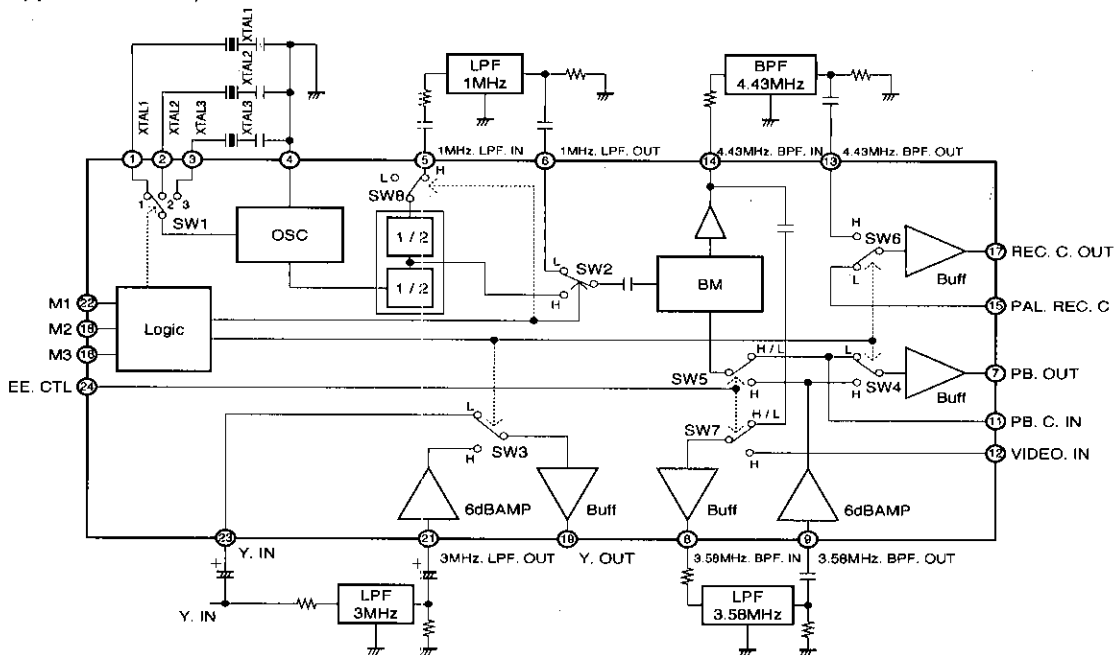 XTAL1
XTAL2
XTAL3
XTAL1
XTAL2
XTAL3
LPF
1MHz
BPF
4.43MHz
1
2
3
4
5
1MHz. LPF. IN
6
1MHz. LPF. OUT
14
4.43MHz. BPF. IN
13
4.43MHz. BPF. OUT
1
2
3
SW1
OSC
L
H
SW8
1 / 2
1 / 2
L
SW2
H
BM
H
SW6
L
Buff
17
REC. C. OUT
15
PAL. REC. C
M1
22
M2
M3
Logic
EE. CTL
24
SW5
H / L
H
L
SW4
H
Buff
7
PB. OUT
11
PB. C. IN
12
VIDEO. IN
L
SW3
H
SW7
H / L
H
6dBAMP
Buff
Buff
6dBAMP
23
Y. IN
21
3MHz. LPF. OUT
Y. OUT
8
3.58MHz. BPF. IN
9
3.58MHz. BPF. OUT
+
+
Y. IN
LPF
3MHz
LPF
3.58MHz